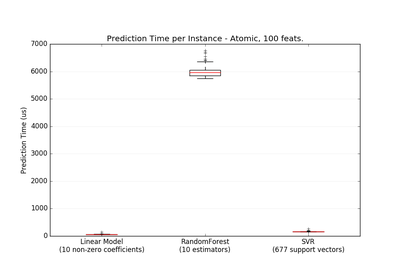 Prediction Time per Instance - Atomic, 100 feats.
7000
6000
5000
4000
3000
2000
1000
0
Prediction Time (us)
Linear Model
(10 non-zero coefficients)
RandomForest
(10 estimators)
SVR
(677 support vectors)